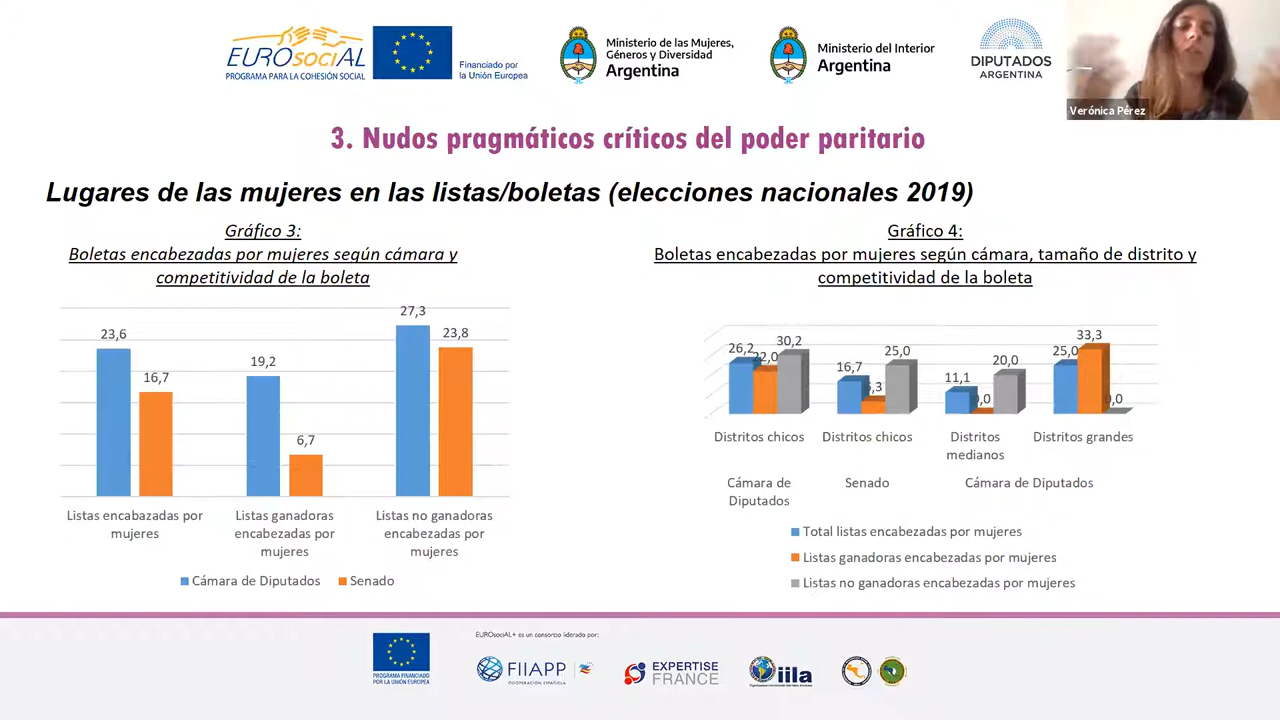 EUROsociAL
PROGRAMA PARA LA COHESIÓN SOCIAL
Financiado por
la Unión Europea
Ministerio de las Mujeres,
Géneros y Diversidad
Argentina
Ministerio del Interior
Argentina
DIPUTADOS
ARGENTINA
Verónica Pérez
3. Nudos pragmáticos críticos del poder paritario
Lugares de las mujeres en las listas/boletas (elecciones nacionales 2019)
Gráfico 3:
Boletas encabezadas por mujeres según cámara y
competitividad de la boleta
23,6
16,7
19,2
6,7
27,3
23,8
Listas encabazadas por
mujeres
Listas ganadoras
encabezadas por
mujeres
Listas no ganadoras
encabezadas por
mujeres
Cámara de Diputados
Senado
Gráfico 4:
Boletas encabezadas por mujeres según cámara, tamaño de distrito y
competitividad de la boleta
26,2
22,0
30,2
16,7
25,0
11,1
20,0
25,0
33,3
Distritos chicos
Distritos chicos
Distritos
medianos
Distritos grandes
Cámara de
Diputados
Senado
Cámara de Diputados
Total listas encabezadas por mujeres
Listas ganadoras encabezadas por mujeres
Listas no ganadoras encabezadas por mujeres
PROGRAMA FINANCIADO
POR LA UNIÓN EUROPEA
EUROsociAL+ es un consorcio liderado por:
FIIAPP
COOPERACIÓN ESPAÑOLA
EXPERTISE
FRANCE
iila